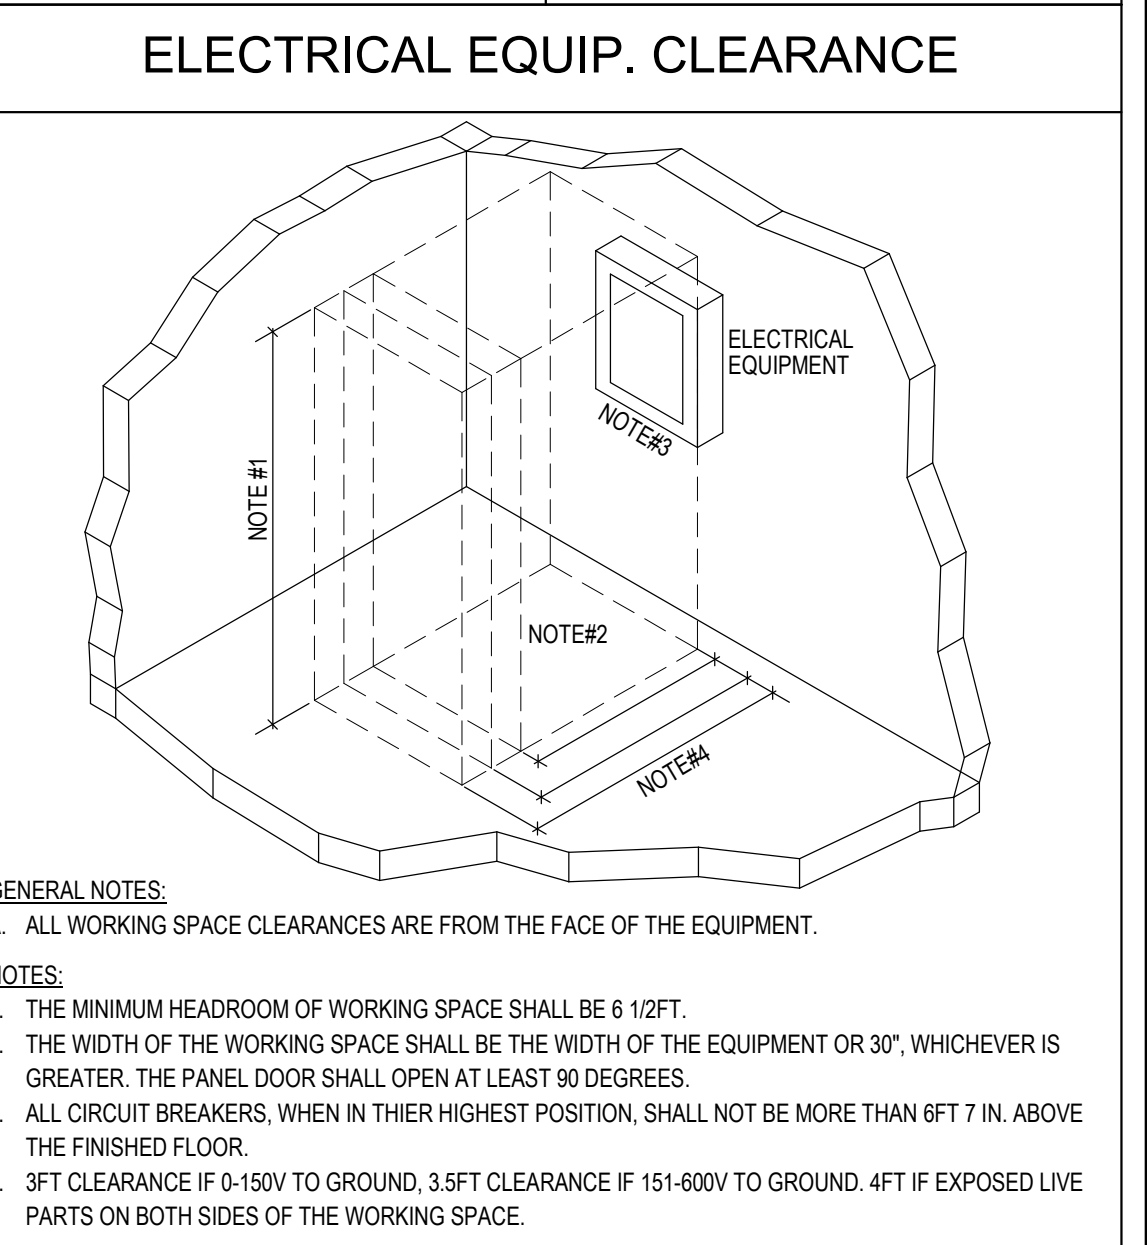 ELECTRICAL EQUIP. CLEARANCE
ELECTRICAL
EQUIPMENT
NOTE#3
NOTE #1
NOTE#2
NOTE#4
GENERAL NOTES:
. ALL WORKING SPACE CLEARANCES ARE FROM THE FACE OF THE EQUIPMENT.
NOTES:
. THE MINIMUM HEADROOM OF WORKING SPACE SHALL BE 6 1/2FT.
. THE WIDTH OF THE WORKING SPACE SHALL BE THE WIDTH OF THE EQUIPMENT OR 30", WHICHEVER IS
GREATER. THE PANEL DOOR SHALL OPEN AT LEAST 90 DEGREES.
. ALL CIRCUIT BREAKERS, WHEN IN THIER HIGHEST POSITION, SHALL NOT BE MORE THAN 6FT 7 IN. ABOVE
THE FINISHED FLOOR.
. 3FT CLEARANCE IF 0-150V TO GROUND, 3.5FT CLEARANCE IF 151-600V TO GROUND. 4FT IF EXPOSED LIVE
PARTS ON BOTH SIDES OF THE WORKING SPACE.